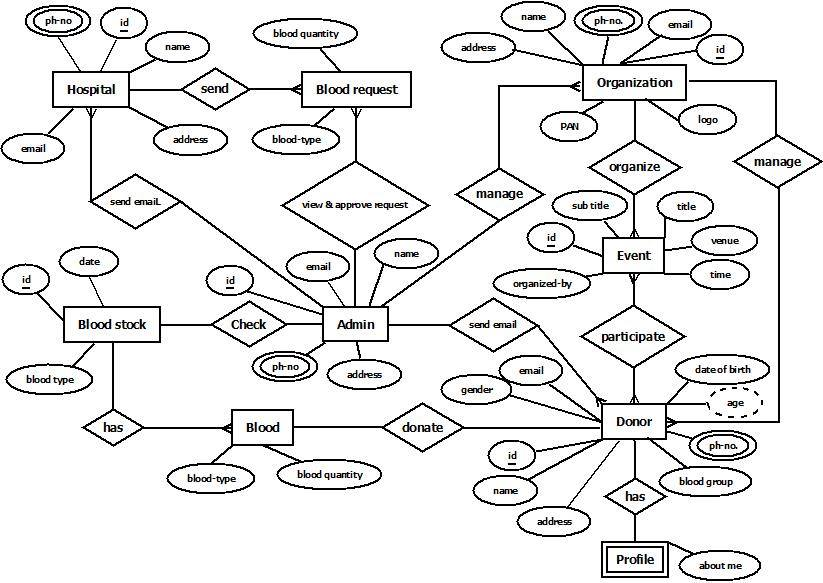 ph-no
id
name
blood quantity
name
ph-no.
email
address
id
Hospital
send
Blood request
Organization
email
address
blood-type
PAN
logo
organize
manage
send email.
view & approve request
manage
sub title
title
id
Event
venue
organized-by
time
id
date
id
email
name
Blood stock
Check
Admin
send email
participate
blood type
ph-no
address
gender
email
date of birth
age
has
Blood
donate
Donor
ph-no.
id
blood-type
blood quantity
name
blood group
has
address
Profile
about me